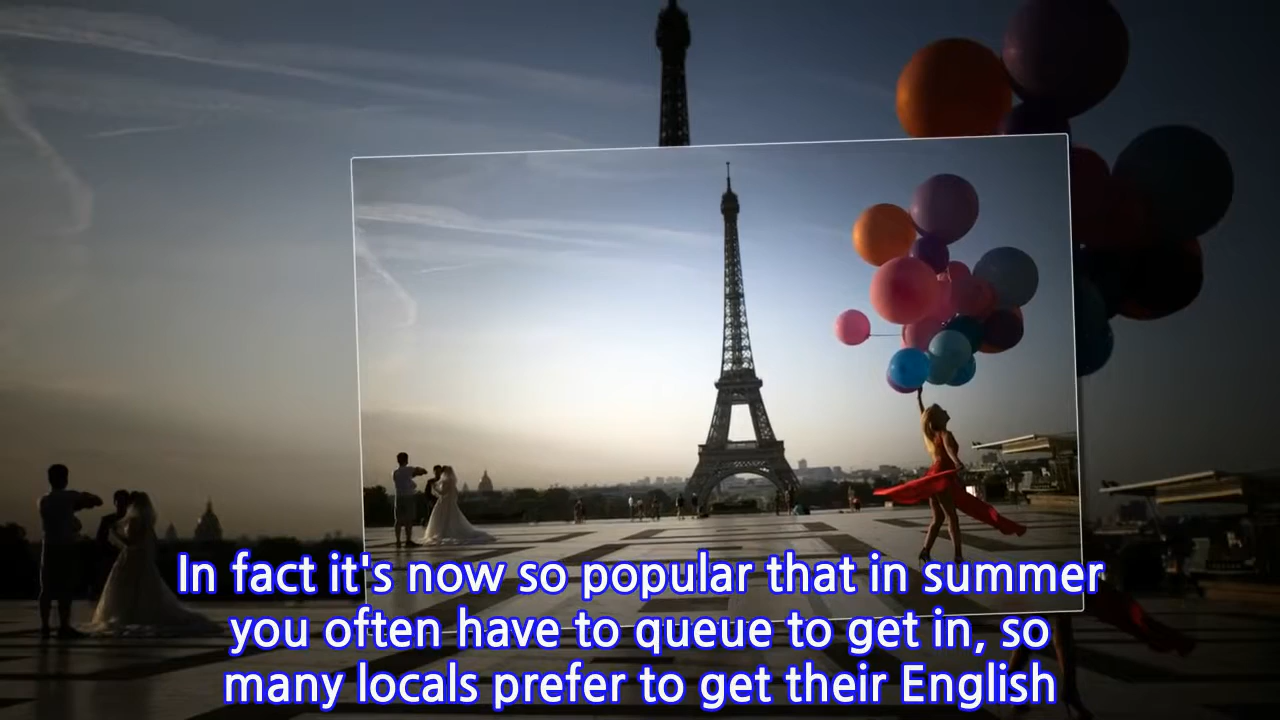 In fact it's now so popular that in summer
you often have to queue to get in, so
many locals prefer to get their English